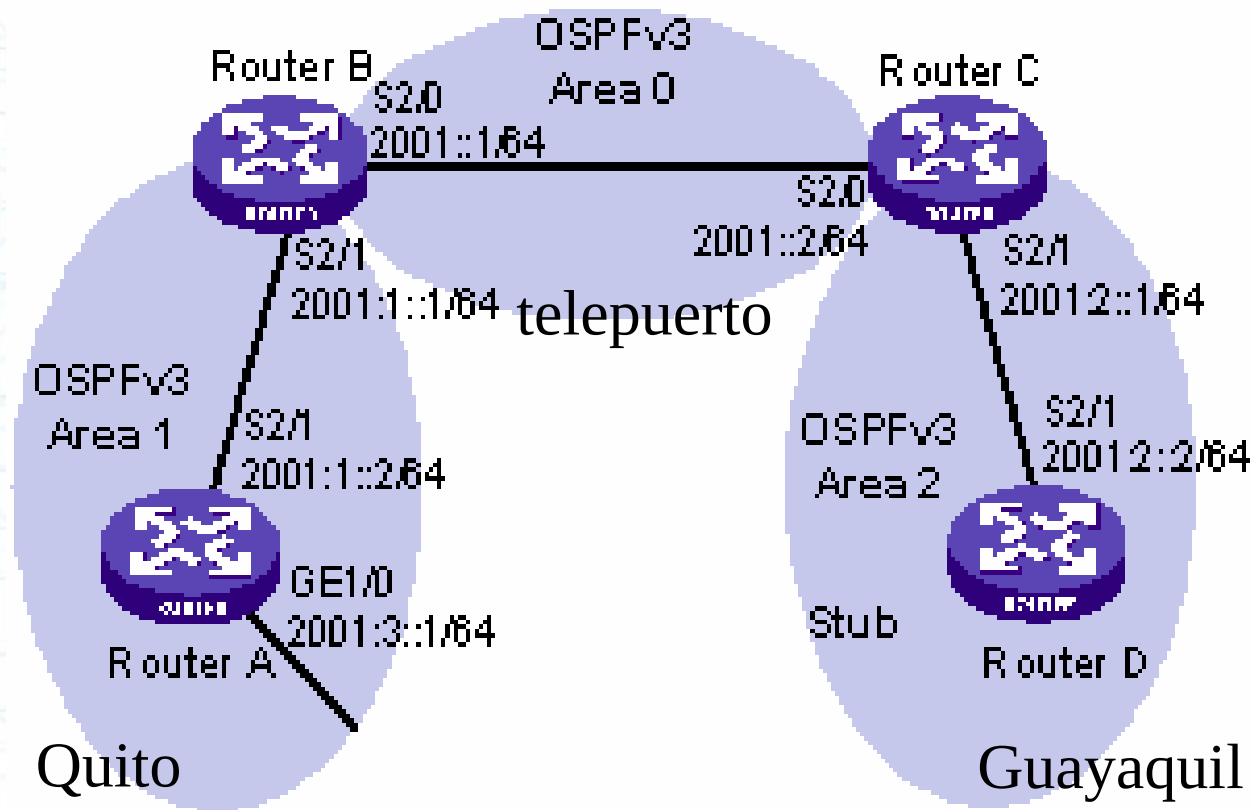 OSPFv3
Area 0
Router B
Router C
S2/0
2001::1/64
S2/0
2001::2/64
S2/1
2001:1::1/64
S2/1
2001:2::1/64
telepuerto
OSPFv3
Area 1
S2/1
2001:1::2/64
OSPFv3
Area 2
S2/1
2001:2::2/64
GE1/0
2001:3::1/64
Router A
Stub
Router D
Quito
Guayaquil